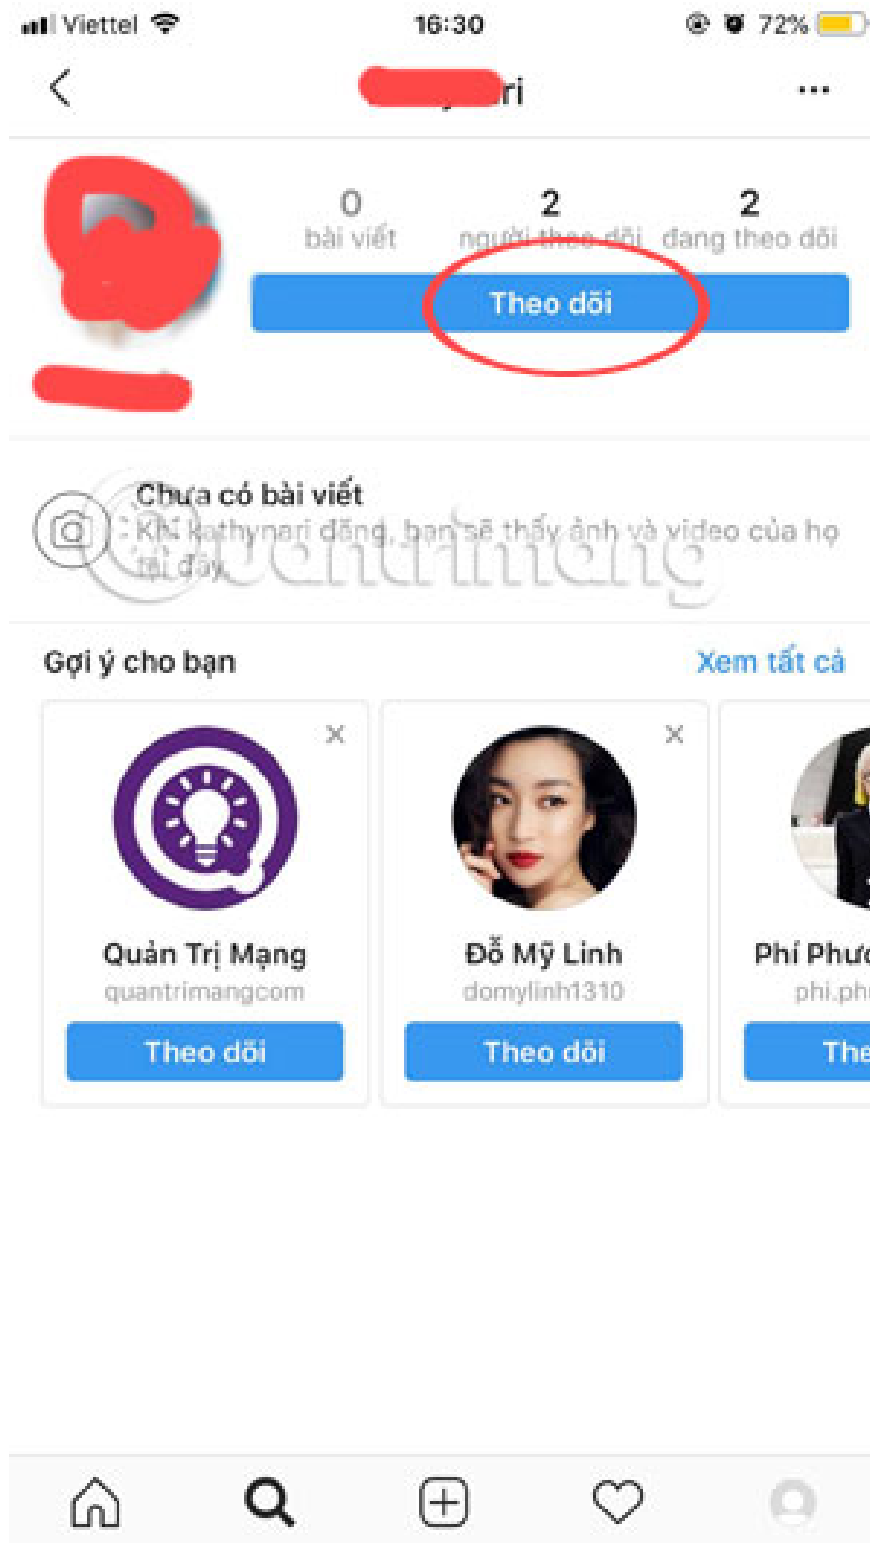 Viettel 16:30 72%
ri
0 2 2
bài viết người theo dõi đang theo dõi
Theo dõi
Chưa có bài viết
Khi kathynari đăng, bạn sẽ thấy ảnh và video của họ
tại đây.
Quantrimang
Gợi ý cho bạn Xem tất cả
Quản Trị Mạng Đỗ Mỹ Linh Phí Phươ
quantrimangcom domylinh1310 phi.ph
Theo dõi Theo dõi The